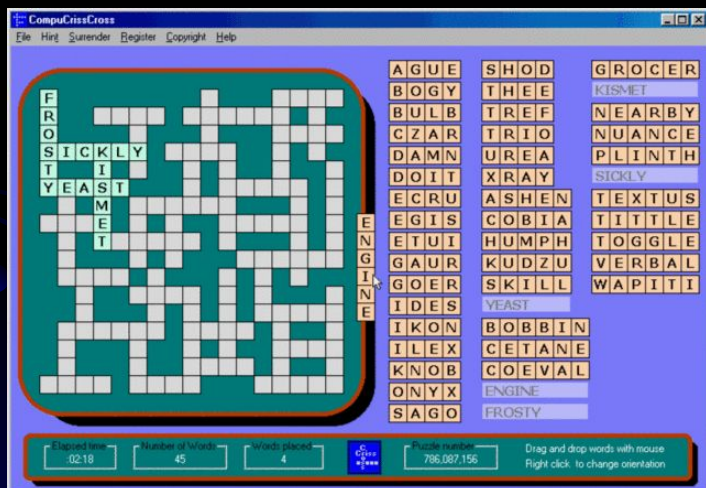 CompuCrissCross
File Hint Surrender Register Copyright Help
FROSTY
SICKLY
KISMET
YEAST
ENGINE
AGUE
BOGY
BULB
CZAR
DAMN
DOIT
ECRU
EGIS
ETUI
GAUR
GOER
IDES
IKON
ILEX
KNOB
ONYX
SAGO
SHOD
THEE
TREF
TRIO
UREA
XRAY
ASHEN
COBIA
HUMPH
KUDZU
SKILL
YEAST
BOBBIN
CETANE
COEVAL
ENGINE
FROSTY
GROCER
KISMET
NEARBY
NUANCE
PLINTH
SICKLY
TEXTUS
TITTLE
TOGGLE
VERBAL
WAPITI
Elapsed time
:02:18
Number of Words
45
Words placed
4
Criss
Puzzle number
786,087,156
Drag and drop words with mouse
Right click to change orientation